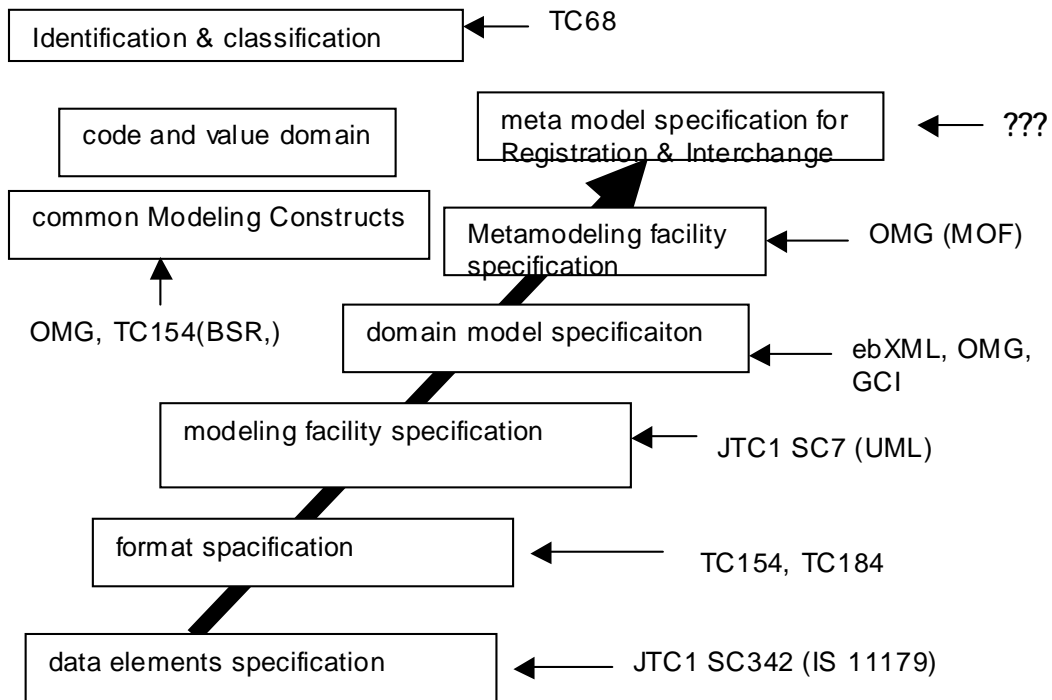 Identification & classification
TC68
code and value domain
meta model specification for
Registration & Interchange
???
common Modeling Constructs
Metamodeling facility
specification
OMG (MOF)
OMG, TC154(BSR,)
domain model specificaiton
ebXML, OMG,
GCI
modeling facility specification
JTC1 SC7 (UML)
format spacification
TC154, TC184
data elements specification
JTC1 SC342 (IS 11179)